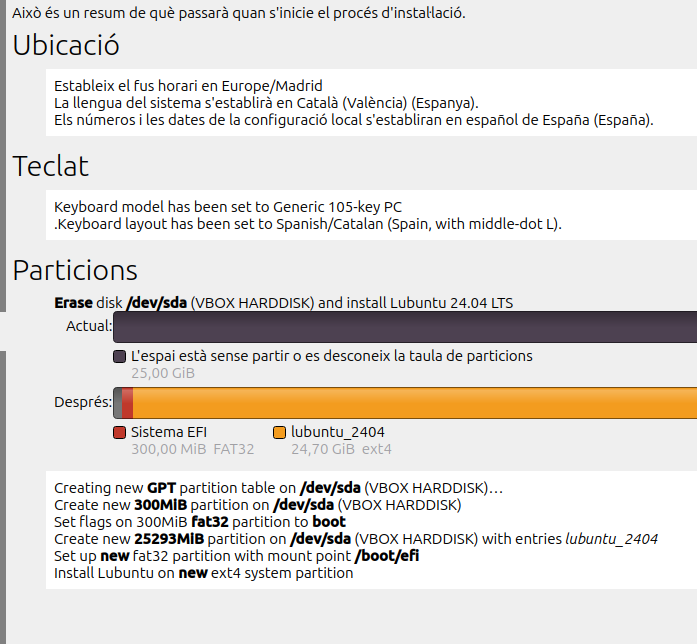 Això és un resum de què passarà quan s'inicie el procés d'instal·lació.
Ubicació
Estableix el fus horari en Europe/Madrid
La llengua del sistema s'establirà en Català (València) (Espanya).
Els números i les dates de la configuració local s'establiran en español de España (España).
Teclat
Keyboard model has been set to Generic 105-key PC
.Keyboard layout has been set to Spanish/Catalan (Spain, with middle-dot L).
Particions
Erase disk /dev/sda (VBOX HARDDISK) and install Lubuntu 24.04 LTS
Actual:
L'espai està sense partir o es desconeix la taula de particions
25,00 GiB
Després:
Sistema EFI lubuntu_2404
300,00 MiB FAT32 24,70 GiB ext4
Creating new GPT partition table on /dev/sda (VBOX HARDDISK)…
Create new 300MiB partition on /dev/sda (VBOX HARDDISK)
Set flags on 300MiB fat32 partition to boot
Create new 25293MiB partition on /dev/sda (VBOX HARDDISK) with entries lubuntu_2404
Set up new fat32 partition with mount point /boot/efi
Install Lubuntu on new ext4 system partition